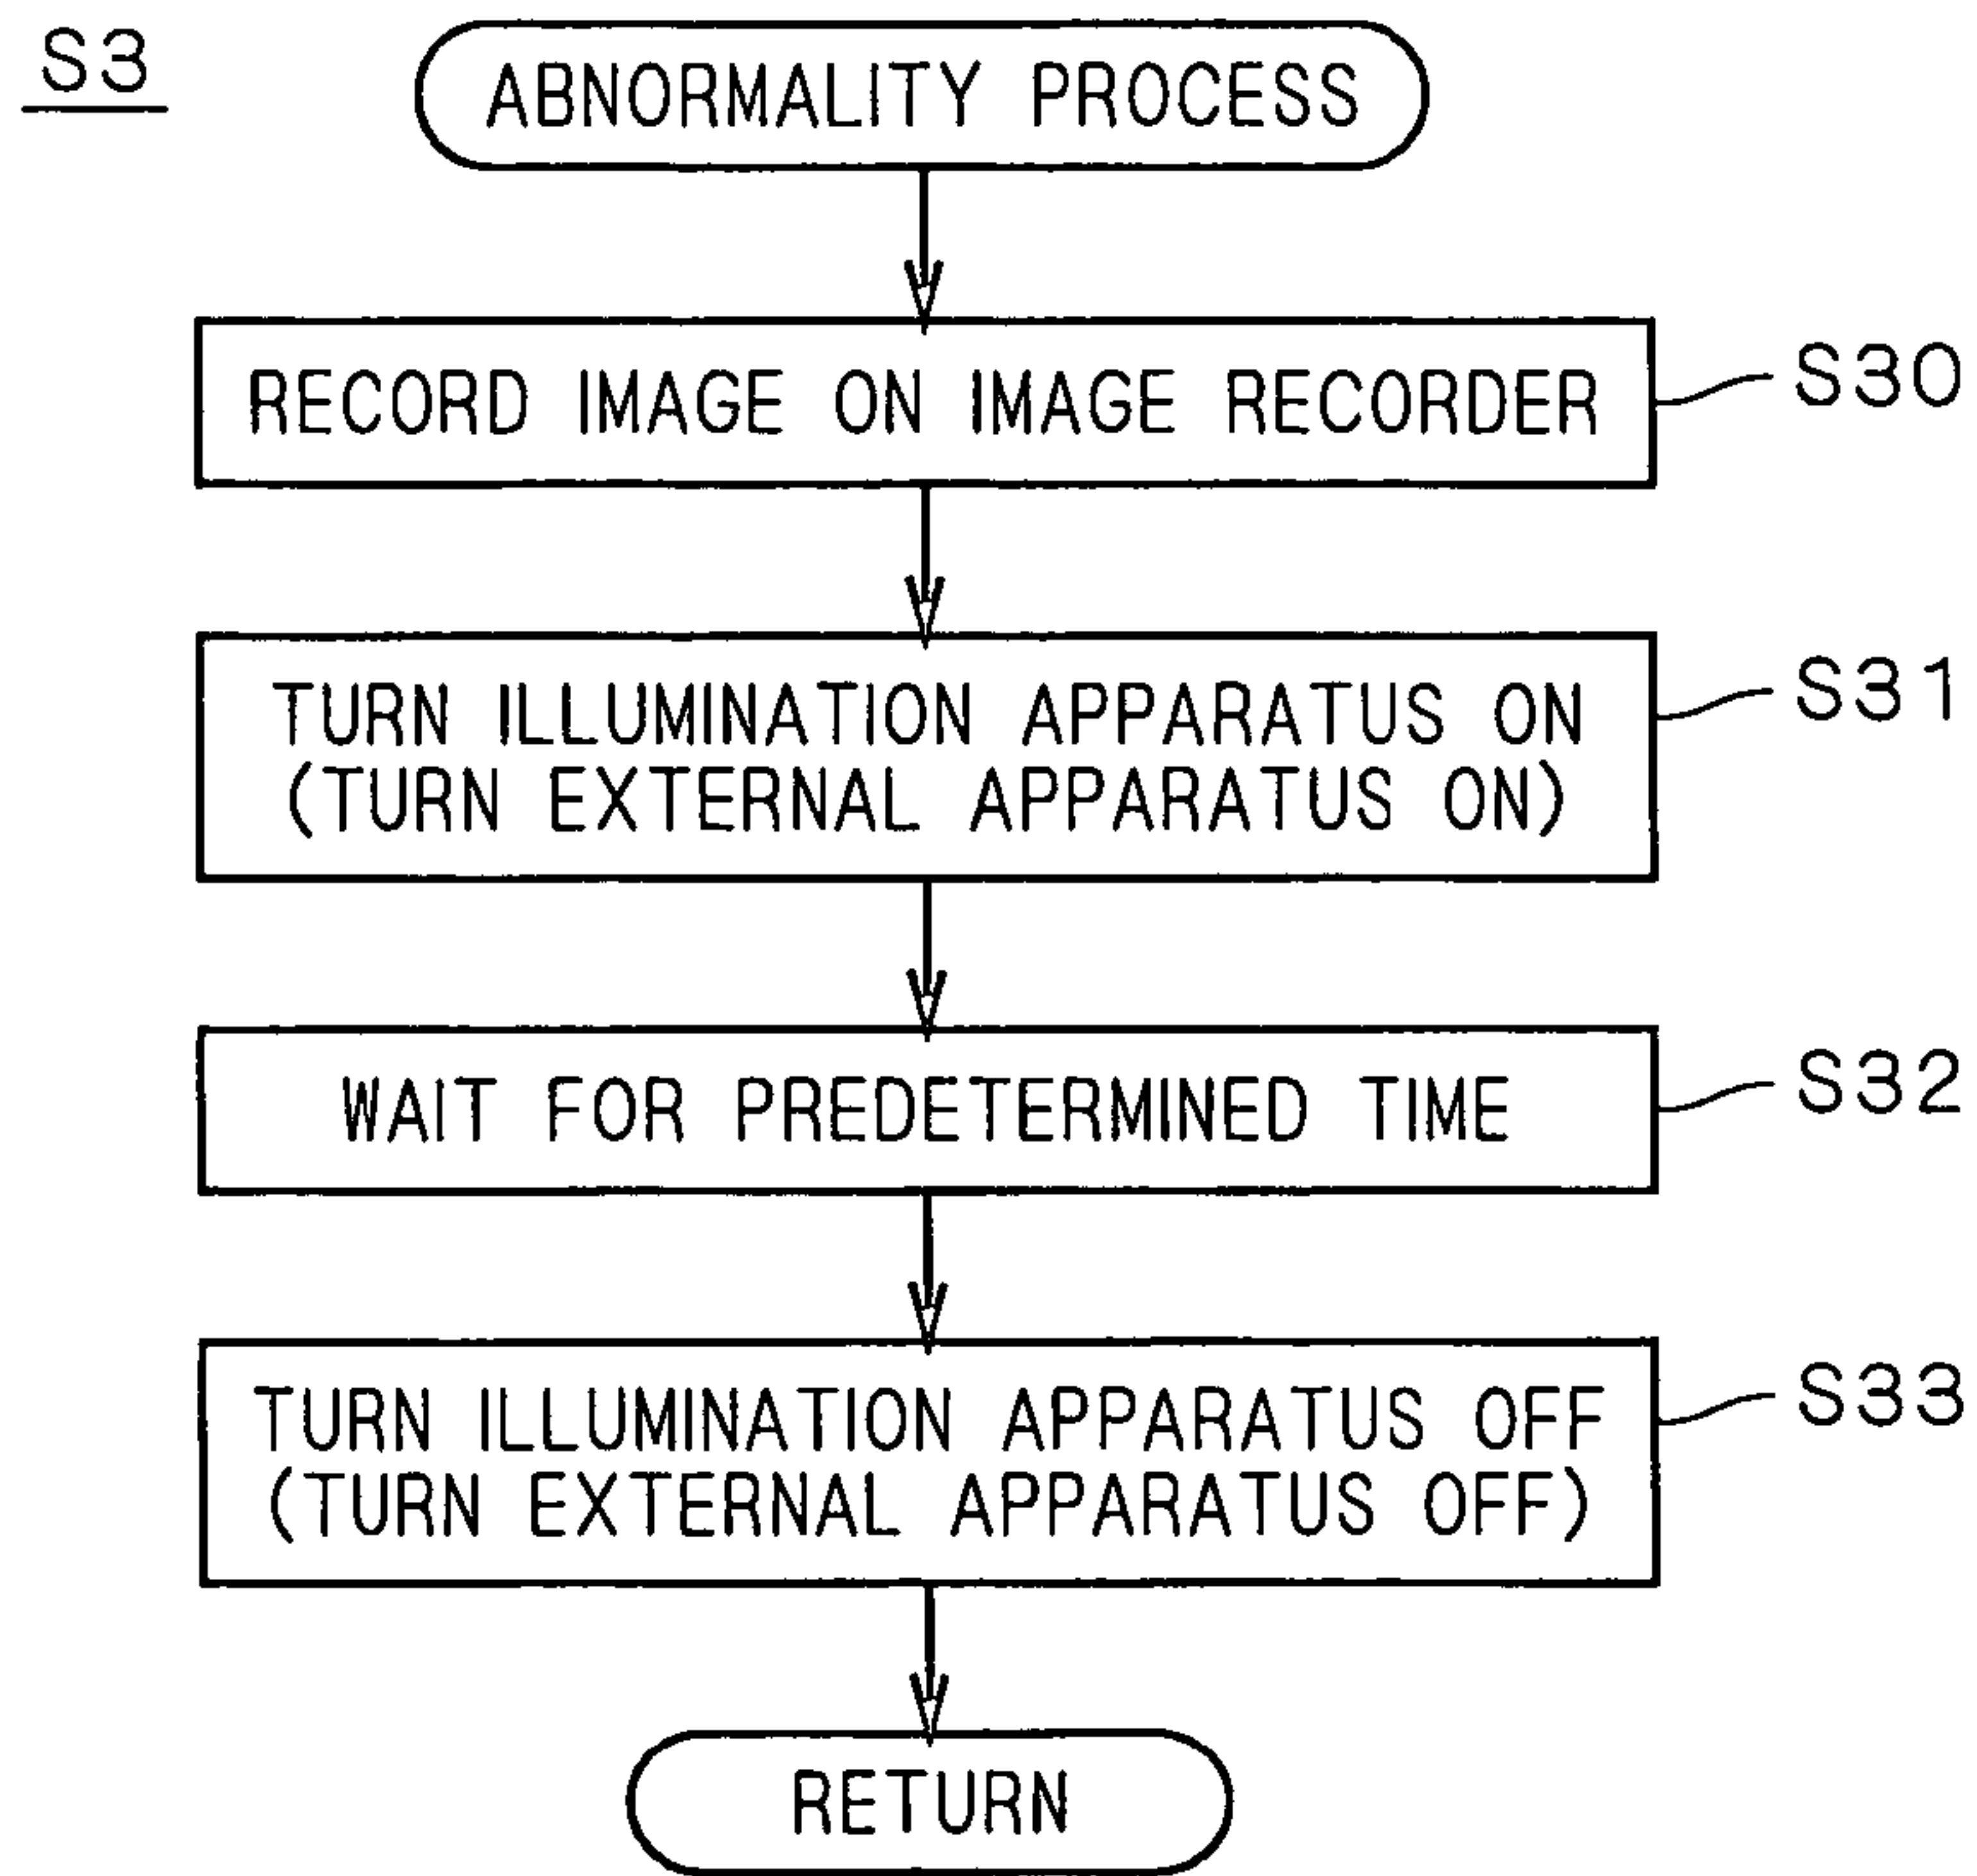 S3
ABNORMALITY PROCESS
RECORD IMAGE ON IMAGE RECORDER
S30
TURN ILLUMINATION APPARATUS ON
(TURN EXTERNAL APPARATUS ON)
S31
WAIT FOR PREDETERMINED TIME
S32
TURN ILLUMINATION APPARATUS OFF
(TURN EXTERNAL APPARATUS OFF)
S33
RETURN